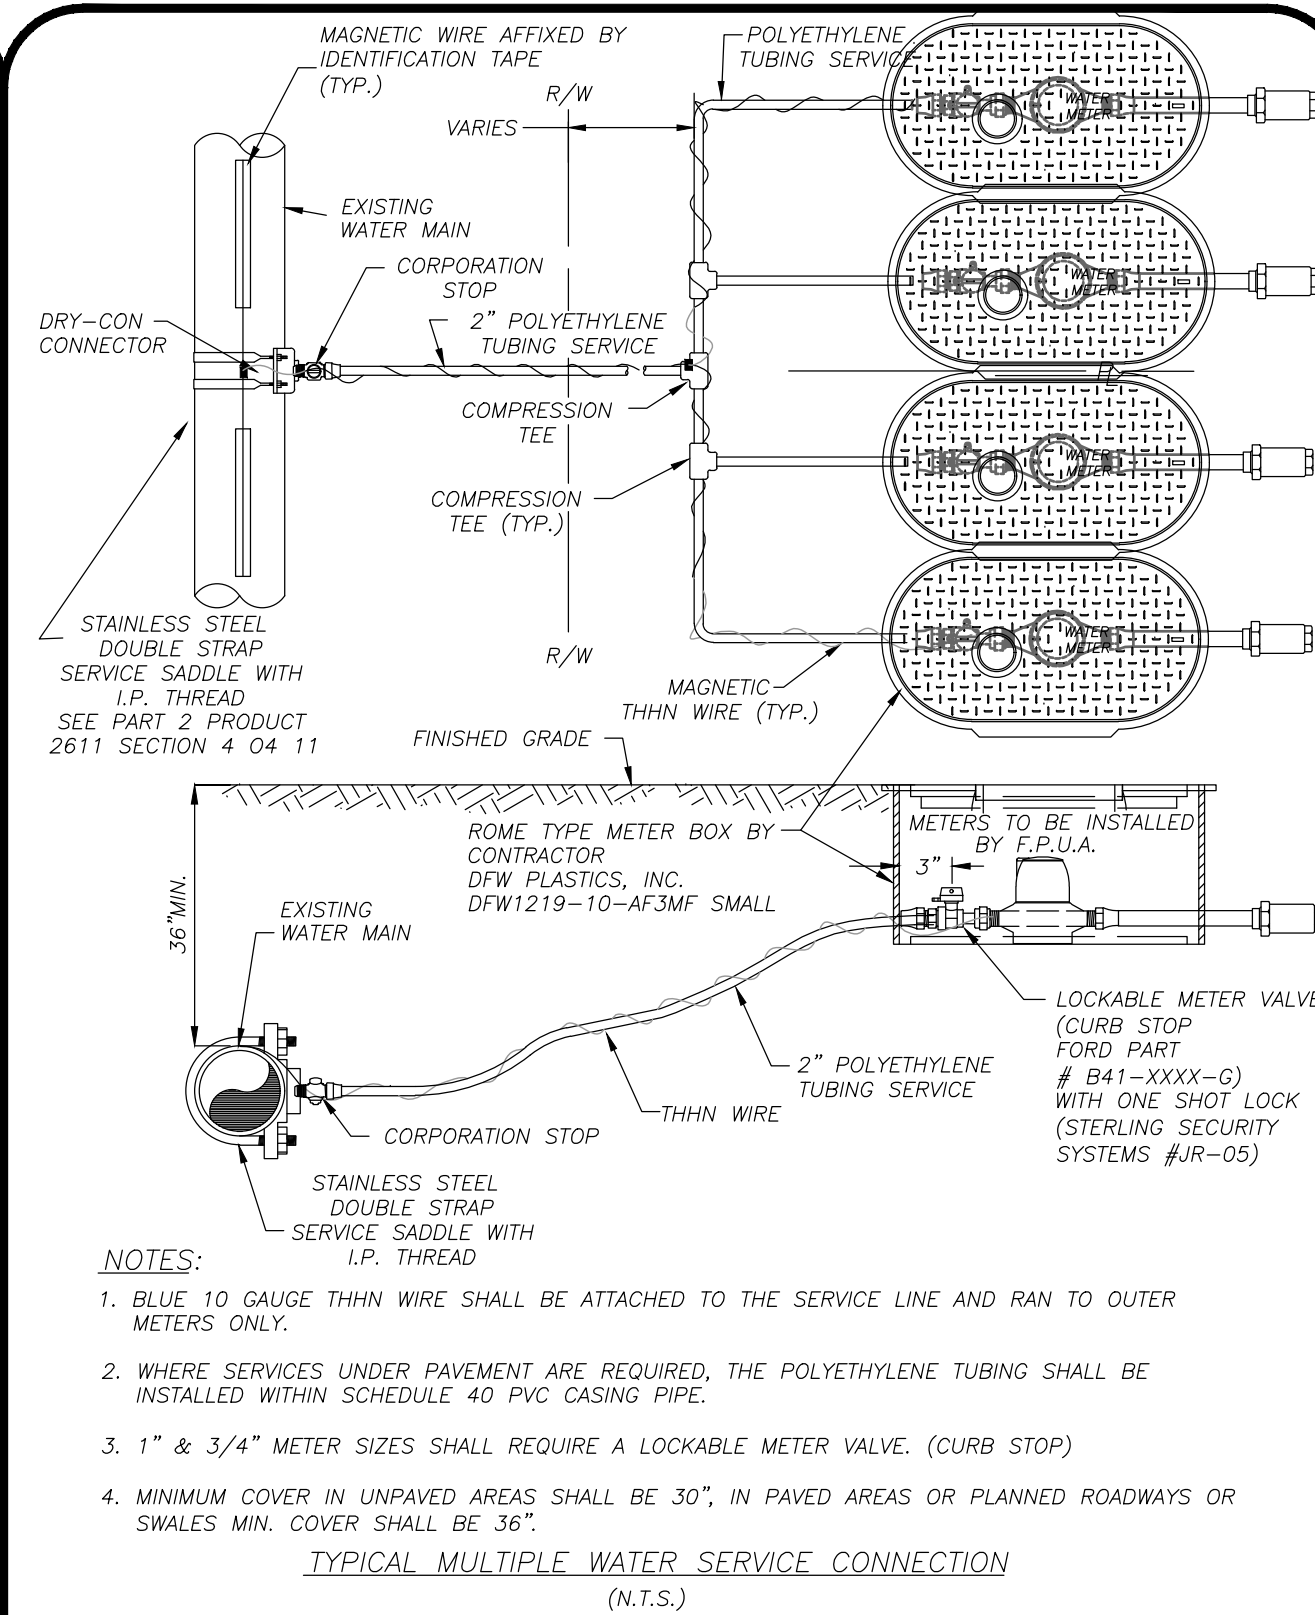 MAGNETIC WIRE AFFIXED BY
IDENTIFICATION TAPE
(TYP.)
R/W
VARIES
POLYETHYLENE
TUBING SERVICE
WATER
METER
EXISTING
WATER MAIN
CORPORATION
STOP
DRY-CON
CONNECTOR
2" POLYETHYLENE
TUBING SERVICE
WATER
METER
PL
COMPRESSION
TEE
COMPRESSION
TEE (TYP.)
WATER
METER
STAINLESS STEEL
DOUBLE STRAP
SERVICE SADDLE WITH
I.P. THREAD
SEE PART 2 PRODUCT
2611 SECTION 4 04 11
R/W
WATER
METER
MAGNETIC
THHN WIRE (TYP.)
FINISHED GRADE
ROME TYPE METER BOX BY
CONTRACTOR
DFW PLASTICS, INC.
DFW1219-10-AF3MF SMALL
METERS TO BE INSTALLED
BY F.P.U.A.
3"
36"MIN.
EXISTING
WATER MAIN
LOCKABLE METER VALVE
(CURB STOP
FORD PART
# B41-XXXX-G)
WITH ONE SHOT LOCK
(STERLING SECURITY
SYSTEMS #JR-05)
2" POLYETHYLENE
TUBING SERVICE
THHN WIRE
CORPORATION STOP
STAINLESS STEEL
DOUBLE STRAP
SERVICE SADDLE WITH
I.P. THREAD
NOTES:
1. BLUE 10 GAUGE THHN WIRE SHALL BE ATTACHED TO THE SERVICE LINE AND RAN TO OUTER
METERS ONLY.
2. WHERE SERVICES UNDER PAVEMENT ARE REQUIRED, THE POLYETHYLENE TUBING SHALL BE
INSTALLED WITHIN SCHEDULE 40 PVC CASING PIPE.
3. 1" & 3/4" METER SIZES SHALL REQUIRE A LOCKABLE METER VALVE. (CURB STOP)
4. MINIMUM COVER IN UNPAVED AREAS SHALL BE 30", IN PAVED AREAS OR PLANNED ROADWAYS OR
SWALES MIN. COVER SHALL BE 36".
TYPICAL MULTIPLE WATER SERVICE CONNECTION
(N.T.S.)